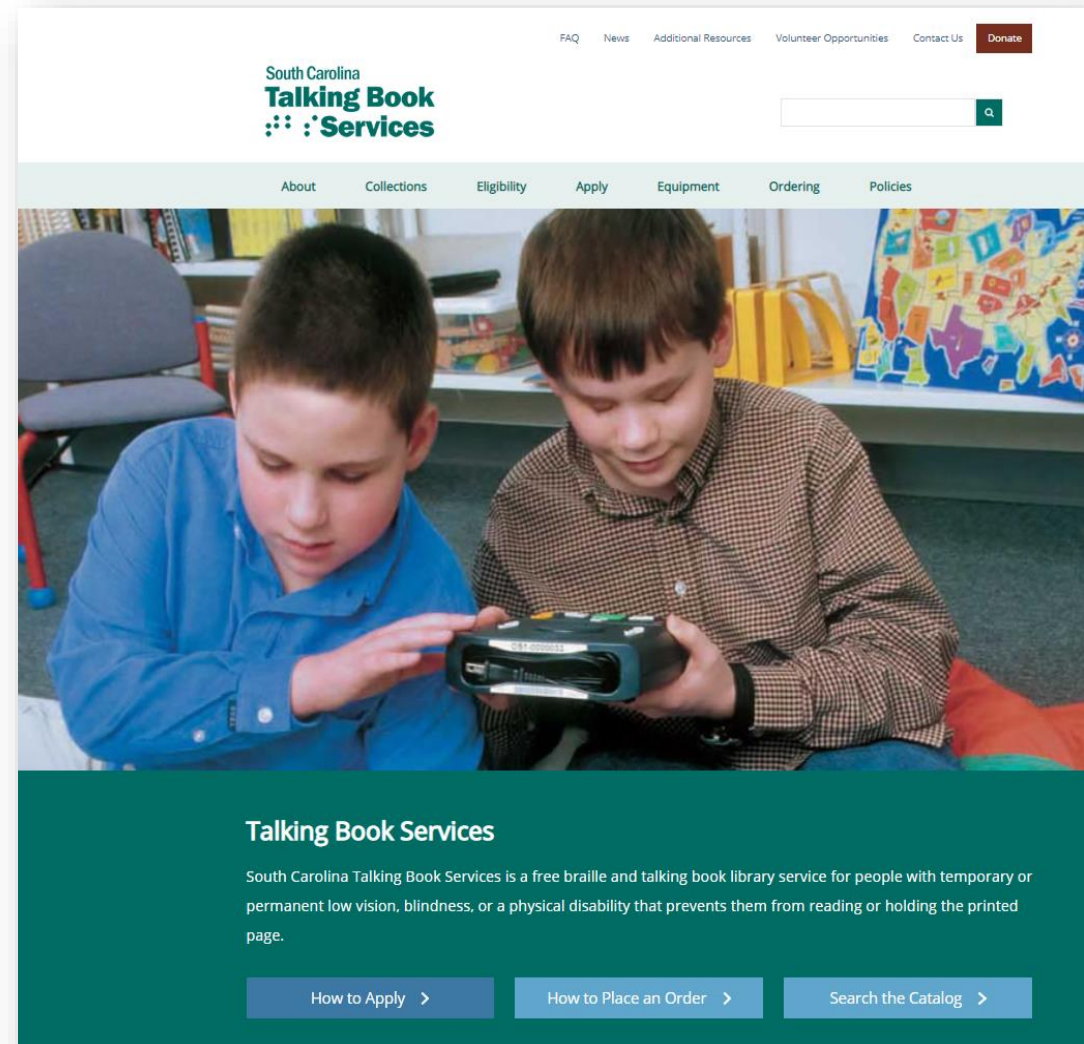 FAQ News Additional Resources Volunteer Opportunities Contact Us Donate
South Carolina
Talking Book
Services
About Collections Eligibility Apply Equipment Ordering Policies
Talking Book Services
South Carolina Talking Book Services is a free braille and talking book library service for people with temporary or
permanent low vision, blindness, or a physical disability that prevents them from reading or holding the printed
page.
How to Apply
How to Place an Order
Search the Catalog